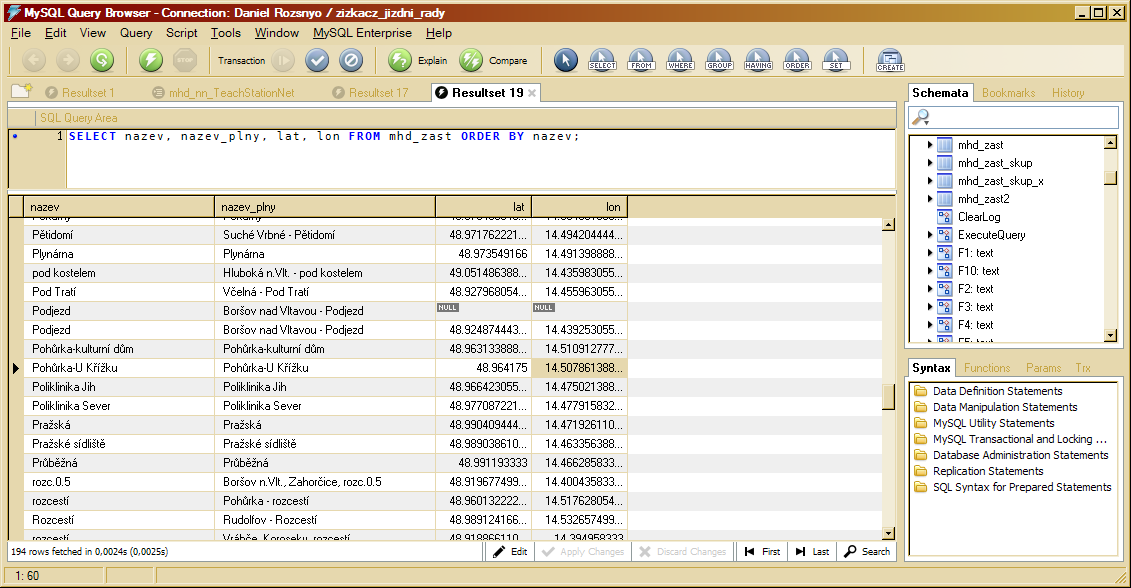 MySQL Query Browser - Connection: Daniel Rozsnyo / zizkacz_jizdni_rady
File Edit View Query Script Tools Window MySQL Enterprise Help
STOP Transaction Explain Compare SELECT FROM WHERE GROUP HAVING ORDER SET CREATE
Resultset 1 mhd_nn_TeachStationNet Resultset 17 Resultset 19
SQL Query Area
1 SELECT nazev, nazev_plny, lat, lon FROM mhd_zast ORDER BY nazev;
nazev nazev_plny lat lon
Pětidomí Suché Vrbné - Pětidomí 48.971762221... 14.494204444...
Plynárna Plynárna 48.973549166 14.491398888...
pod kostelem Hluboká n.Vlt. - pod kostelem 49.051486388... 14.435983055...
Pod Tratí Včelná - Pod Tratí 48.927968054... 14.455963055...
Podjezd Boršov nad Vltavou - Podjezd NULL NULL
Podjezd Boršov nad Vltavou - Podjezd 48.924874443... 14.439253055...
Pohůrka-kulturní dům Pohůrka-kulturní dům 48.963133888... 14.510912777...
Pohůrka-U Křížku Pohůrka-U Křížku 48.964175 14.507861388...
Poliklinika Jih Poliklinika Jih 48.966423055... 14.475021388...
Poliklinika Sever Poliklinika Sever 48.977087221... 14.477915832...
Pražská Pražská 48.990409444... 14.471926110...
Pražské sídliště Pražské sídliště 48.989038610... 14.463356388...
Průběžná Průběžná 48.991193333 14.466285833...
rozc.0.5 Boršov n.Vlt., Zahorčice, rozc.0.5 48.919677499... 14.400435833...
rozcestí Pohůrka - rozcestí 48.960132222... 14.517628054...
Rozcestí Rudolfov - Rozcestí 48.989124166... 14.532657499...
rozcestí Vrábče, Koroseky, rozcestí 48.918866110... 14.394958333
194 rows fetched in 0,0024s (0,0025s) Edit Apply Changes Discard Changes First Last Search
1: 60
Schemata Bookmarks History
mhd_zast
mhd_zast_skup
mhd_zast_skup_x
mhd_zast2
ClearLog
ExecuteQuery
F1: text
F10: text
F2: text
F3: text
F4: text
F5: text
Syntax Functions Params Trx
Data Definition Statements
Data Manipulation Statements
MySQL Utility Statements
MySQL Transactional and Locking ...
Database Administration Statements
Replication Statements
SQL Syntax for Prepared Statements